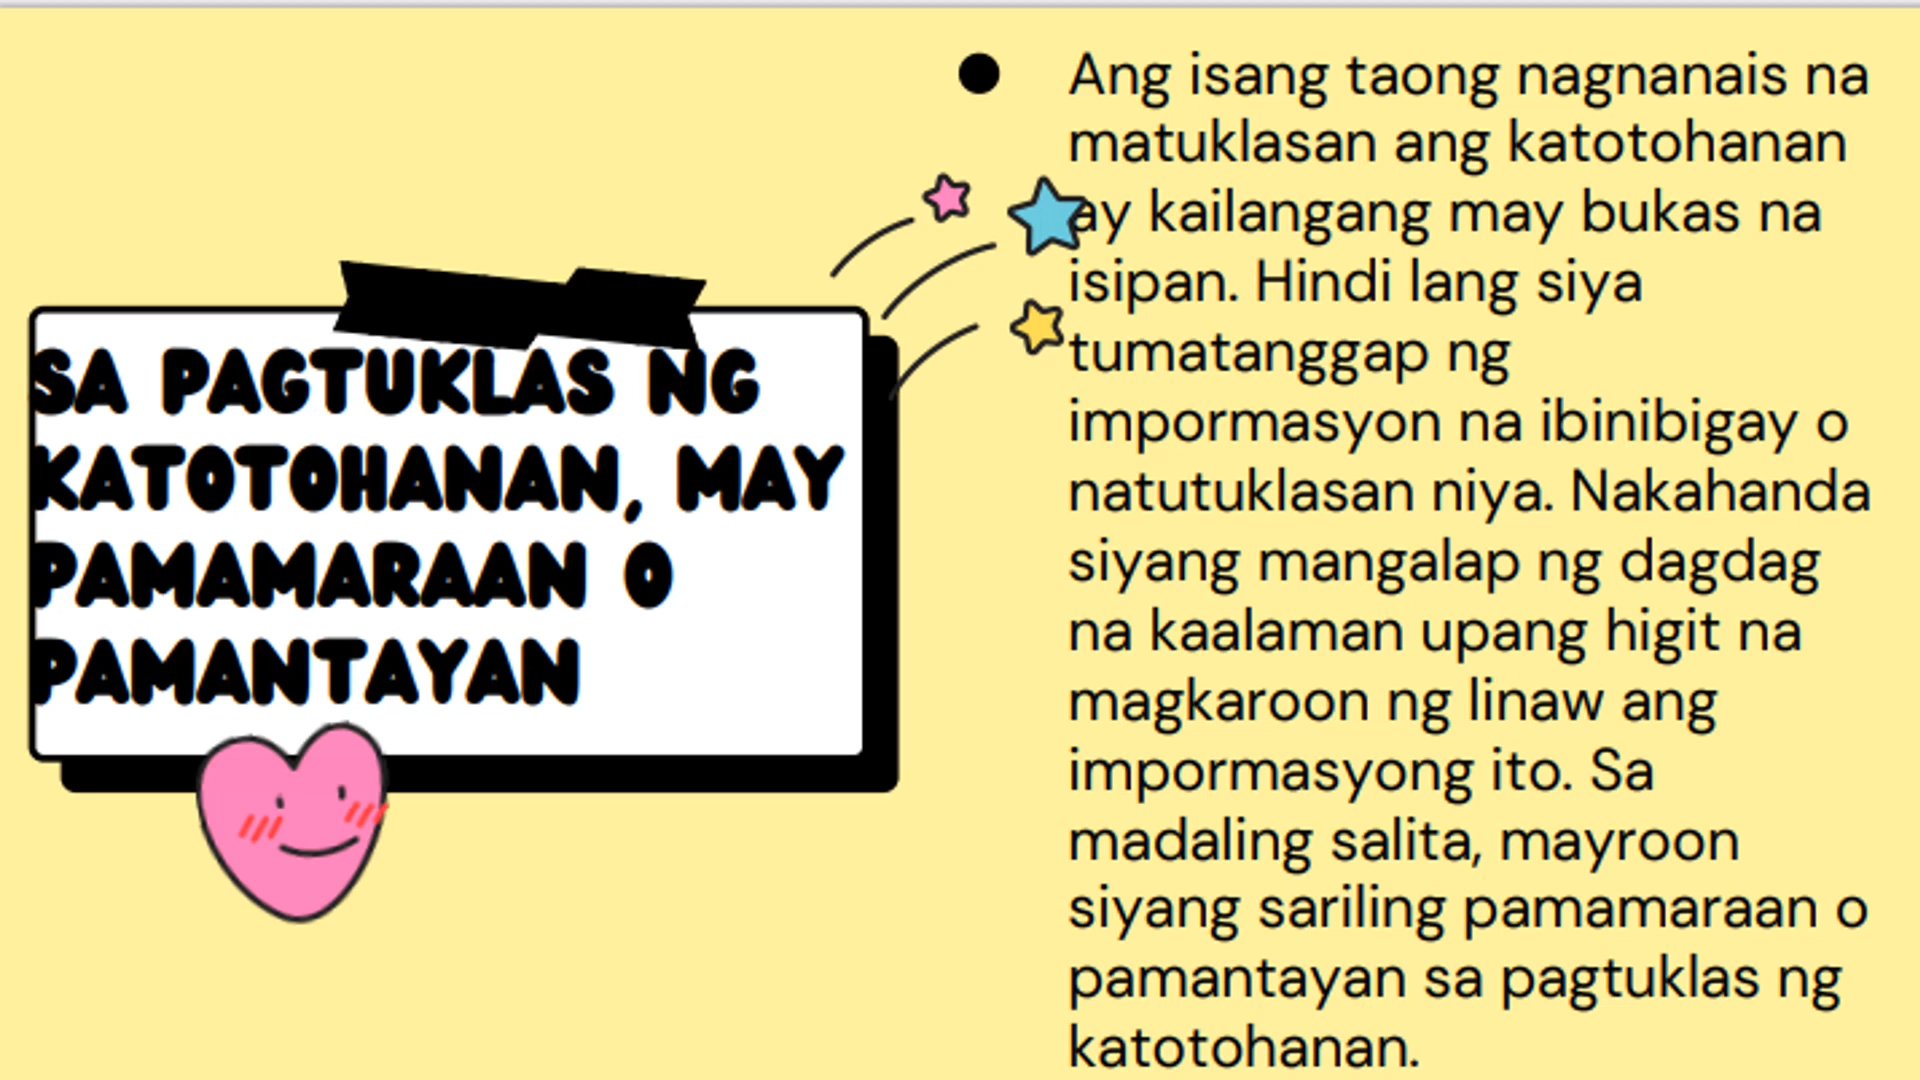 SA PAGTUKLAS NG
KATOTOHANAN, MAY
PAMAMARAAN O
PAMANTAYAN
● Ang isang taong nagnanais na
matuklasan ang katotohanan
ay kailangang may bukas na
isipan. Hindi lang siya
tumatanggap ng
impormasyon na ibinibigay o
natutuklasan niya. Nakahanda
siyang mangalap ng dagdag
na kaalaman upang higit na
magkaroon ng linaw ang
impormasyong ito. Sa
madaling salita, mayroon
siyang sariling pamamaraan o
pamantayan sa pagtuklas ng
katotohanan.